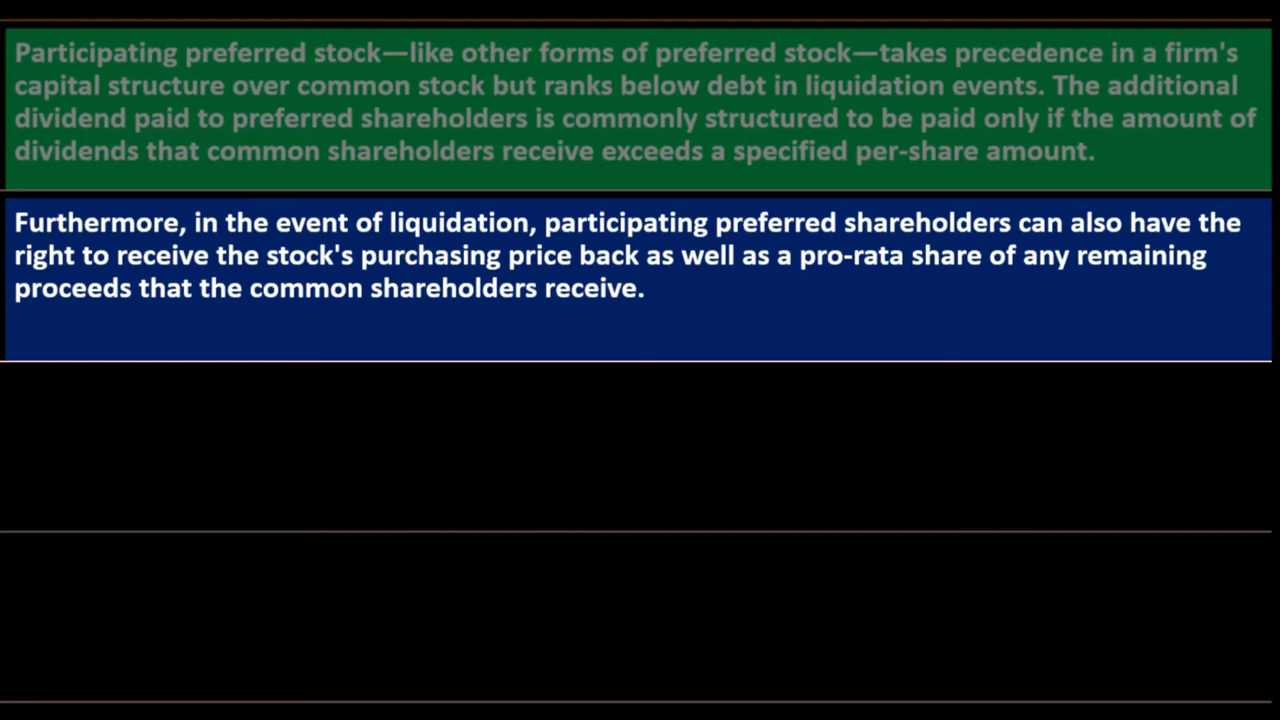 Participating preferred stock—like other forms of preferred stock—takes precedence in a firm's
capital structure over common stock but ranks below debt in liquidation events. The additional
dividend paid to preferred shareholders is commonly structured to be paid only if the amount of
dividends that common shareholders receive exceeds a specified per-share amount.
Furthermore, in the event of liquidation, participating preferred shareholders can also have the
right to receive the stock's purchasing price back as well as a pro-rata share of any remaining
proceeds that the common shareholders receive.